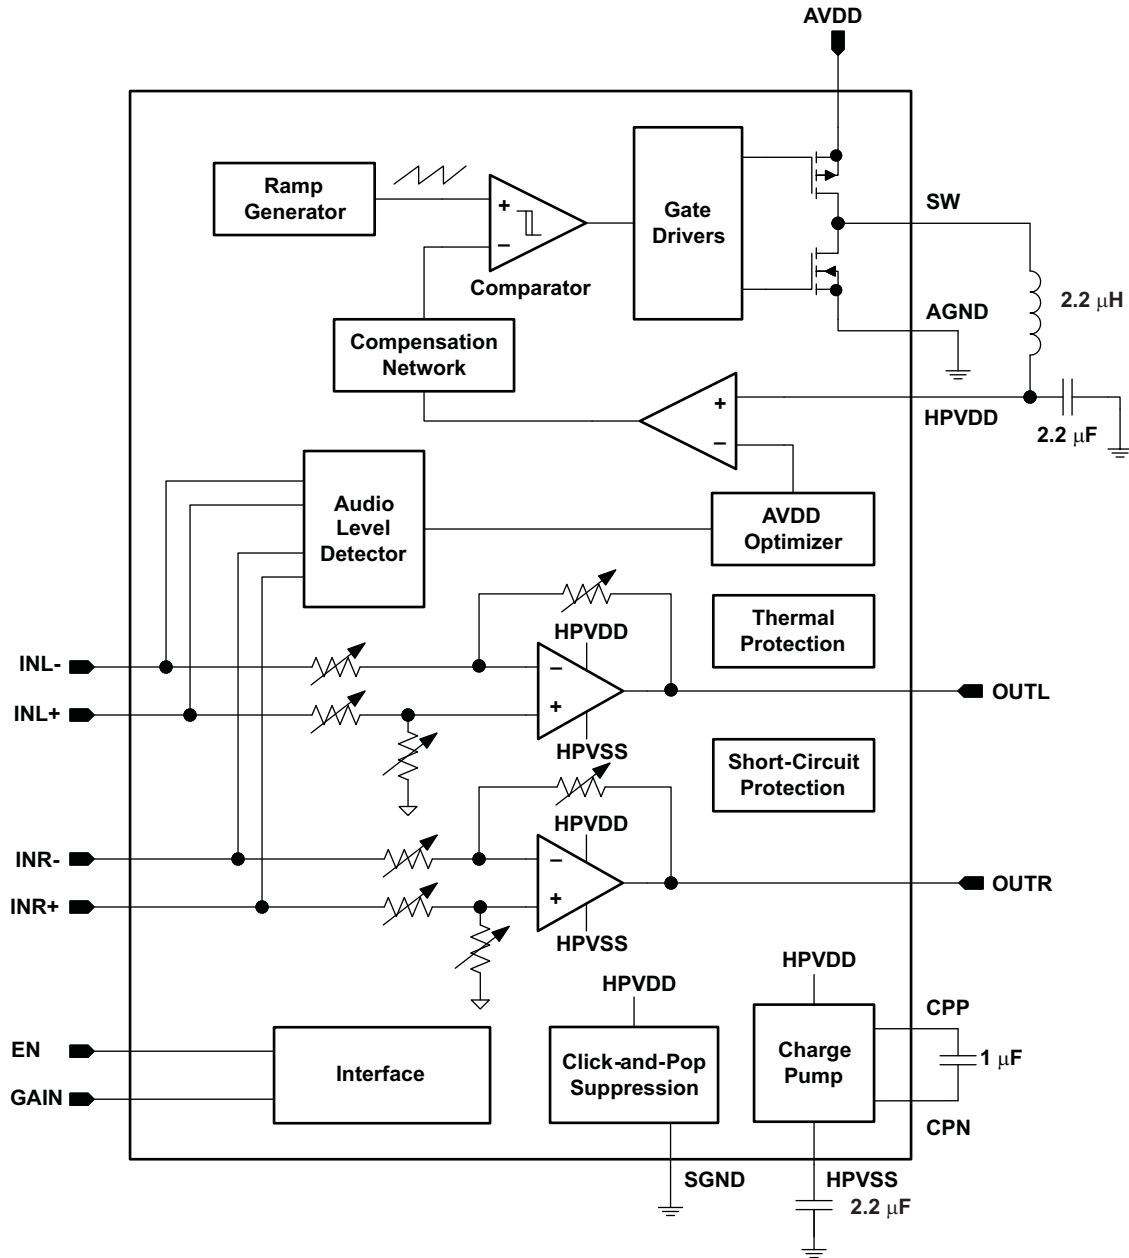 AVDD
Ramp
Generator
+
−
Comparator
Gate
Drivers
SW
2.2 μH
AGND
Compensation
Network
+
−
HPVDD
2.2 μF
Audio
Level
Detector
AVDD
Optimizer
Thermal
Protection
HPVDD
INL-
−
OUTL
INL+
+
HPVSS
Short-Circuit
Protection
HPVDD
INR-
−
OUTR
INR+
+
HPVSS
HPVDD
HPVDD
CPP
EN
Interface
Click-and-Pop
Suppression
Charge
Pump
1 μF
GAIN
CPN
SGND
HPVSS
2.2 μF